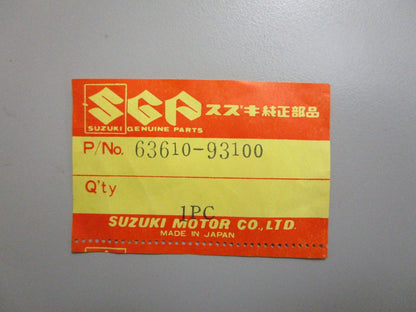 SGP スズキ純正部品
SUZUKI GENUINE PARTS
P/No. 63610-93100
Q'ty
1PC
SUZUKI MOTOR CO., LTD.
MADE IN JAPAN